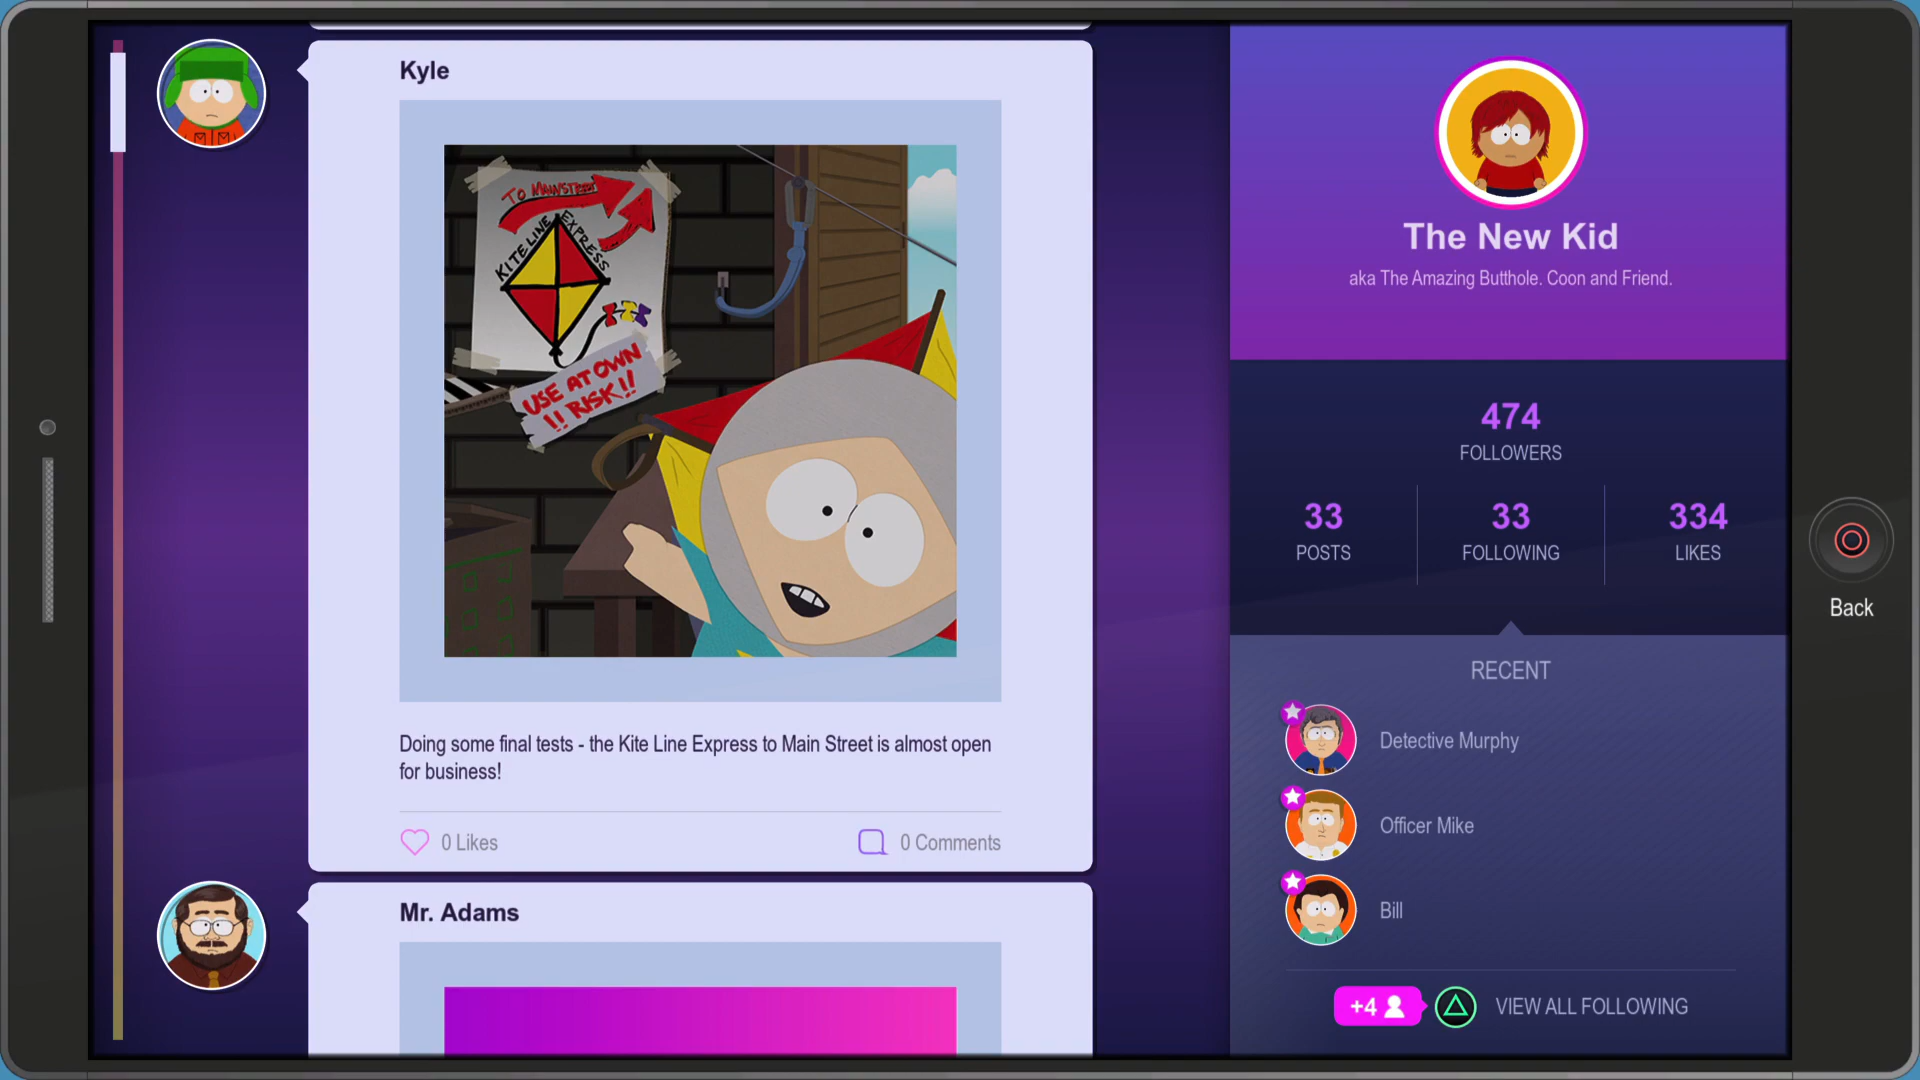 Kyle
TO MAINSTREET
KITE LINE EXPRESS
USE AT OWN
!! RISK !!
Doing some final tests - the Kite Line Express to Main Street is almost open
for business!
0 Likes
0 Comments
Mr. Adams
The New Kid
aka The Amazing Butthole. Coon and Friend.
474
FOLLOWERS
33
POSTS
33
FOLLOWING
334
LIKES
RECENT
Detective Murphy
Officer Mike
Bill
+4
VIEW ALL FOLLOWING
Back